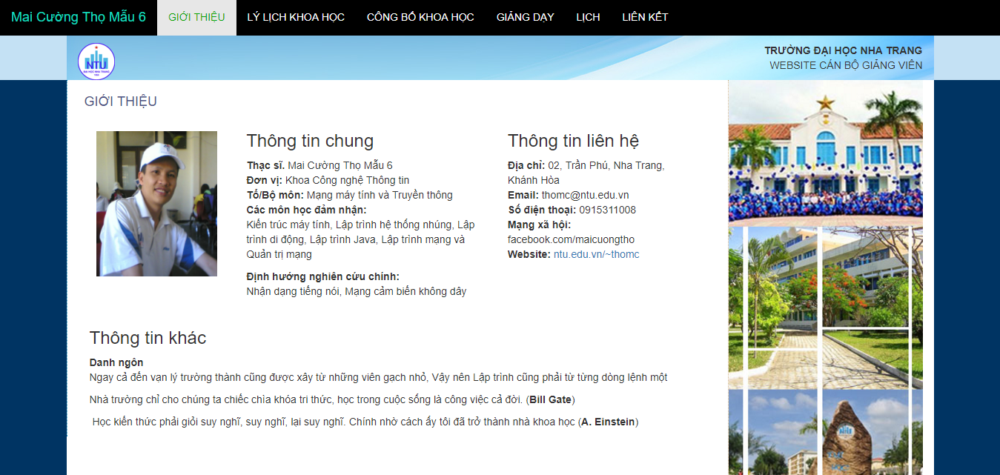 Mai Cường Thọ Mẫu 6
GIỚI THIỆU
LÝ LỊCH KHOA HỌC
CÔNG BỐ KHOA HỌC
GIẢNG DẠY
LỊCH
LIÊN KẾT
NTU
TRƯỜNG ĐẠI HỌC NHA TRANG
WEBSITE CÁN BỘ GIẢNG VIÊN
GIỚI THIỆU
Thông tin chung
Thạc sĩ. Mai Cường Thọ Mẫu 6
Đơn vị: Khoa Công nghệ Thông tin
Tổ/Bộ môn: Mạng máy tính và Truyền thông
Các môn học đảm nhận:
Kiến trúc máy tính, Lập trình hệ thống nhúng, Lập
trình di động, Lập trình Java, Lập trình mạng và
Quản trị mạng
Định hướng nghiên cứu chính:
Nhận dạng tiếng nói, Mạng cảm biến không dây
Thông tin liên hệ
Địa chỉ: 02, Trần Phú, Nha Trang,
Khánh Hòa
Email: thomc@ntu.edu.vn
Số điện thoại: 0915311008
Mạng xã hội:
facebook.com/maicuongtho
Website: ntu.edu.vn/~thomc
Thông tin khác
Danh ngôn
Ngay cả đến vạn lý trường thành cũng được xây từ những viên gạch nhỏ, Vậy nên Lập trình cũng phải từ từng dòng lệnh một
Nhà trường chỉ cho chúng ta chiếc chìa khóa tri thức, học trong cuộc sống là công việc cả đời. (Bill Gate)
Học kiến thức phải giỏi suy nghĩ, suy nghĩ, lại suy nghĩ. Chính nhờ cách ấy tôi đã trở thành nhà khoa học (A. Einstein)
NTU